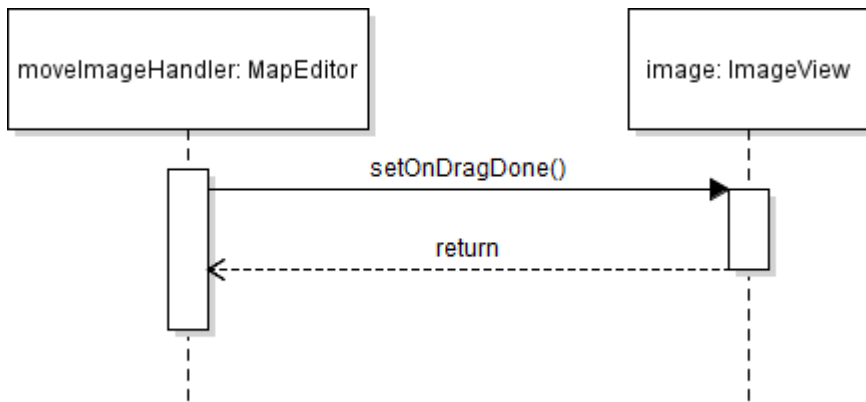 moveImageHandler: MapEditor
image: ImageView
setOnDragDone()
return